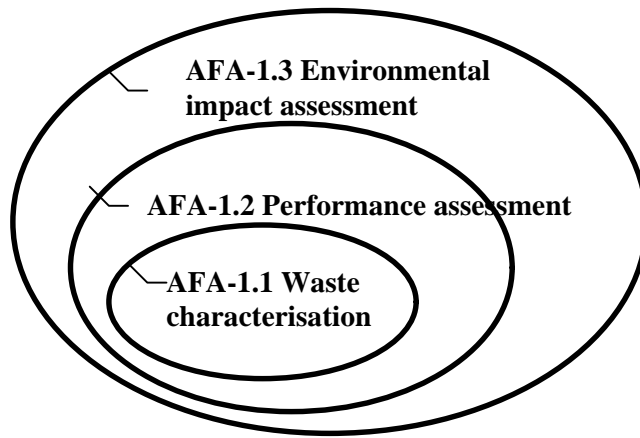 AFA-1.3 Environmental
impact assessment
AFA-1.2 Performance assessment
AFA-1.1 Waste
characterisation